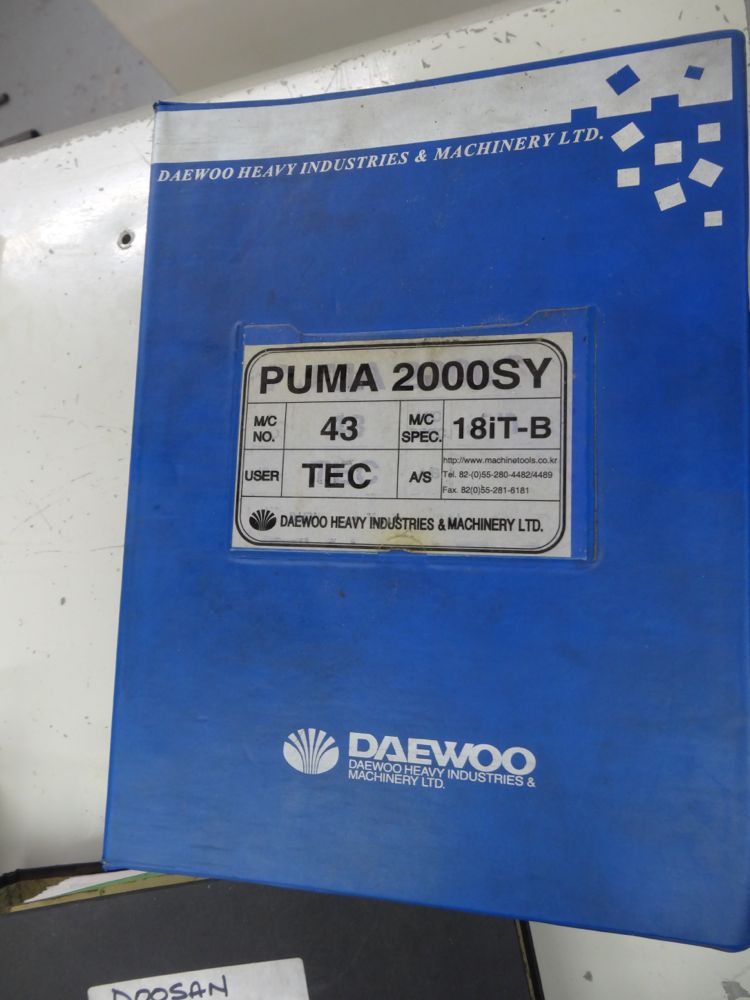 DAEWOO HEAVY INDUSTRIES & MACHINERY LTD.
PUMA 2000SY
M/C NO. 43 M/C SPEC. 18iT-B
USER TEC A/S http://www.machinetools.co.kr
Tel. 82-(0)55-280-4482/4489
Fax. 82(0)55-281-6181
DAEWOO HEAVY INDUSTRIES & MACHINERY LTD.
DAEWOO
DAEWOO HEAVY INDUSTRIES &
MACHINERY LTD.
DOOSAN